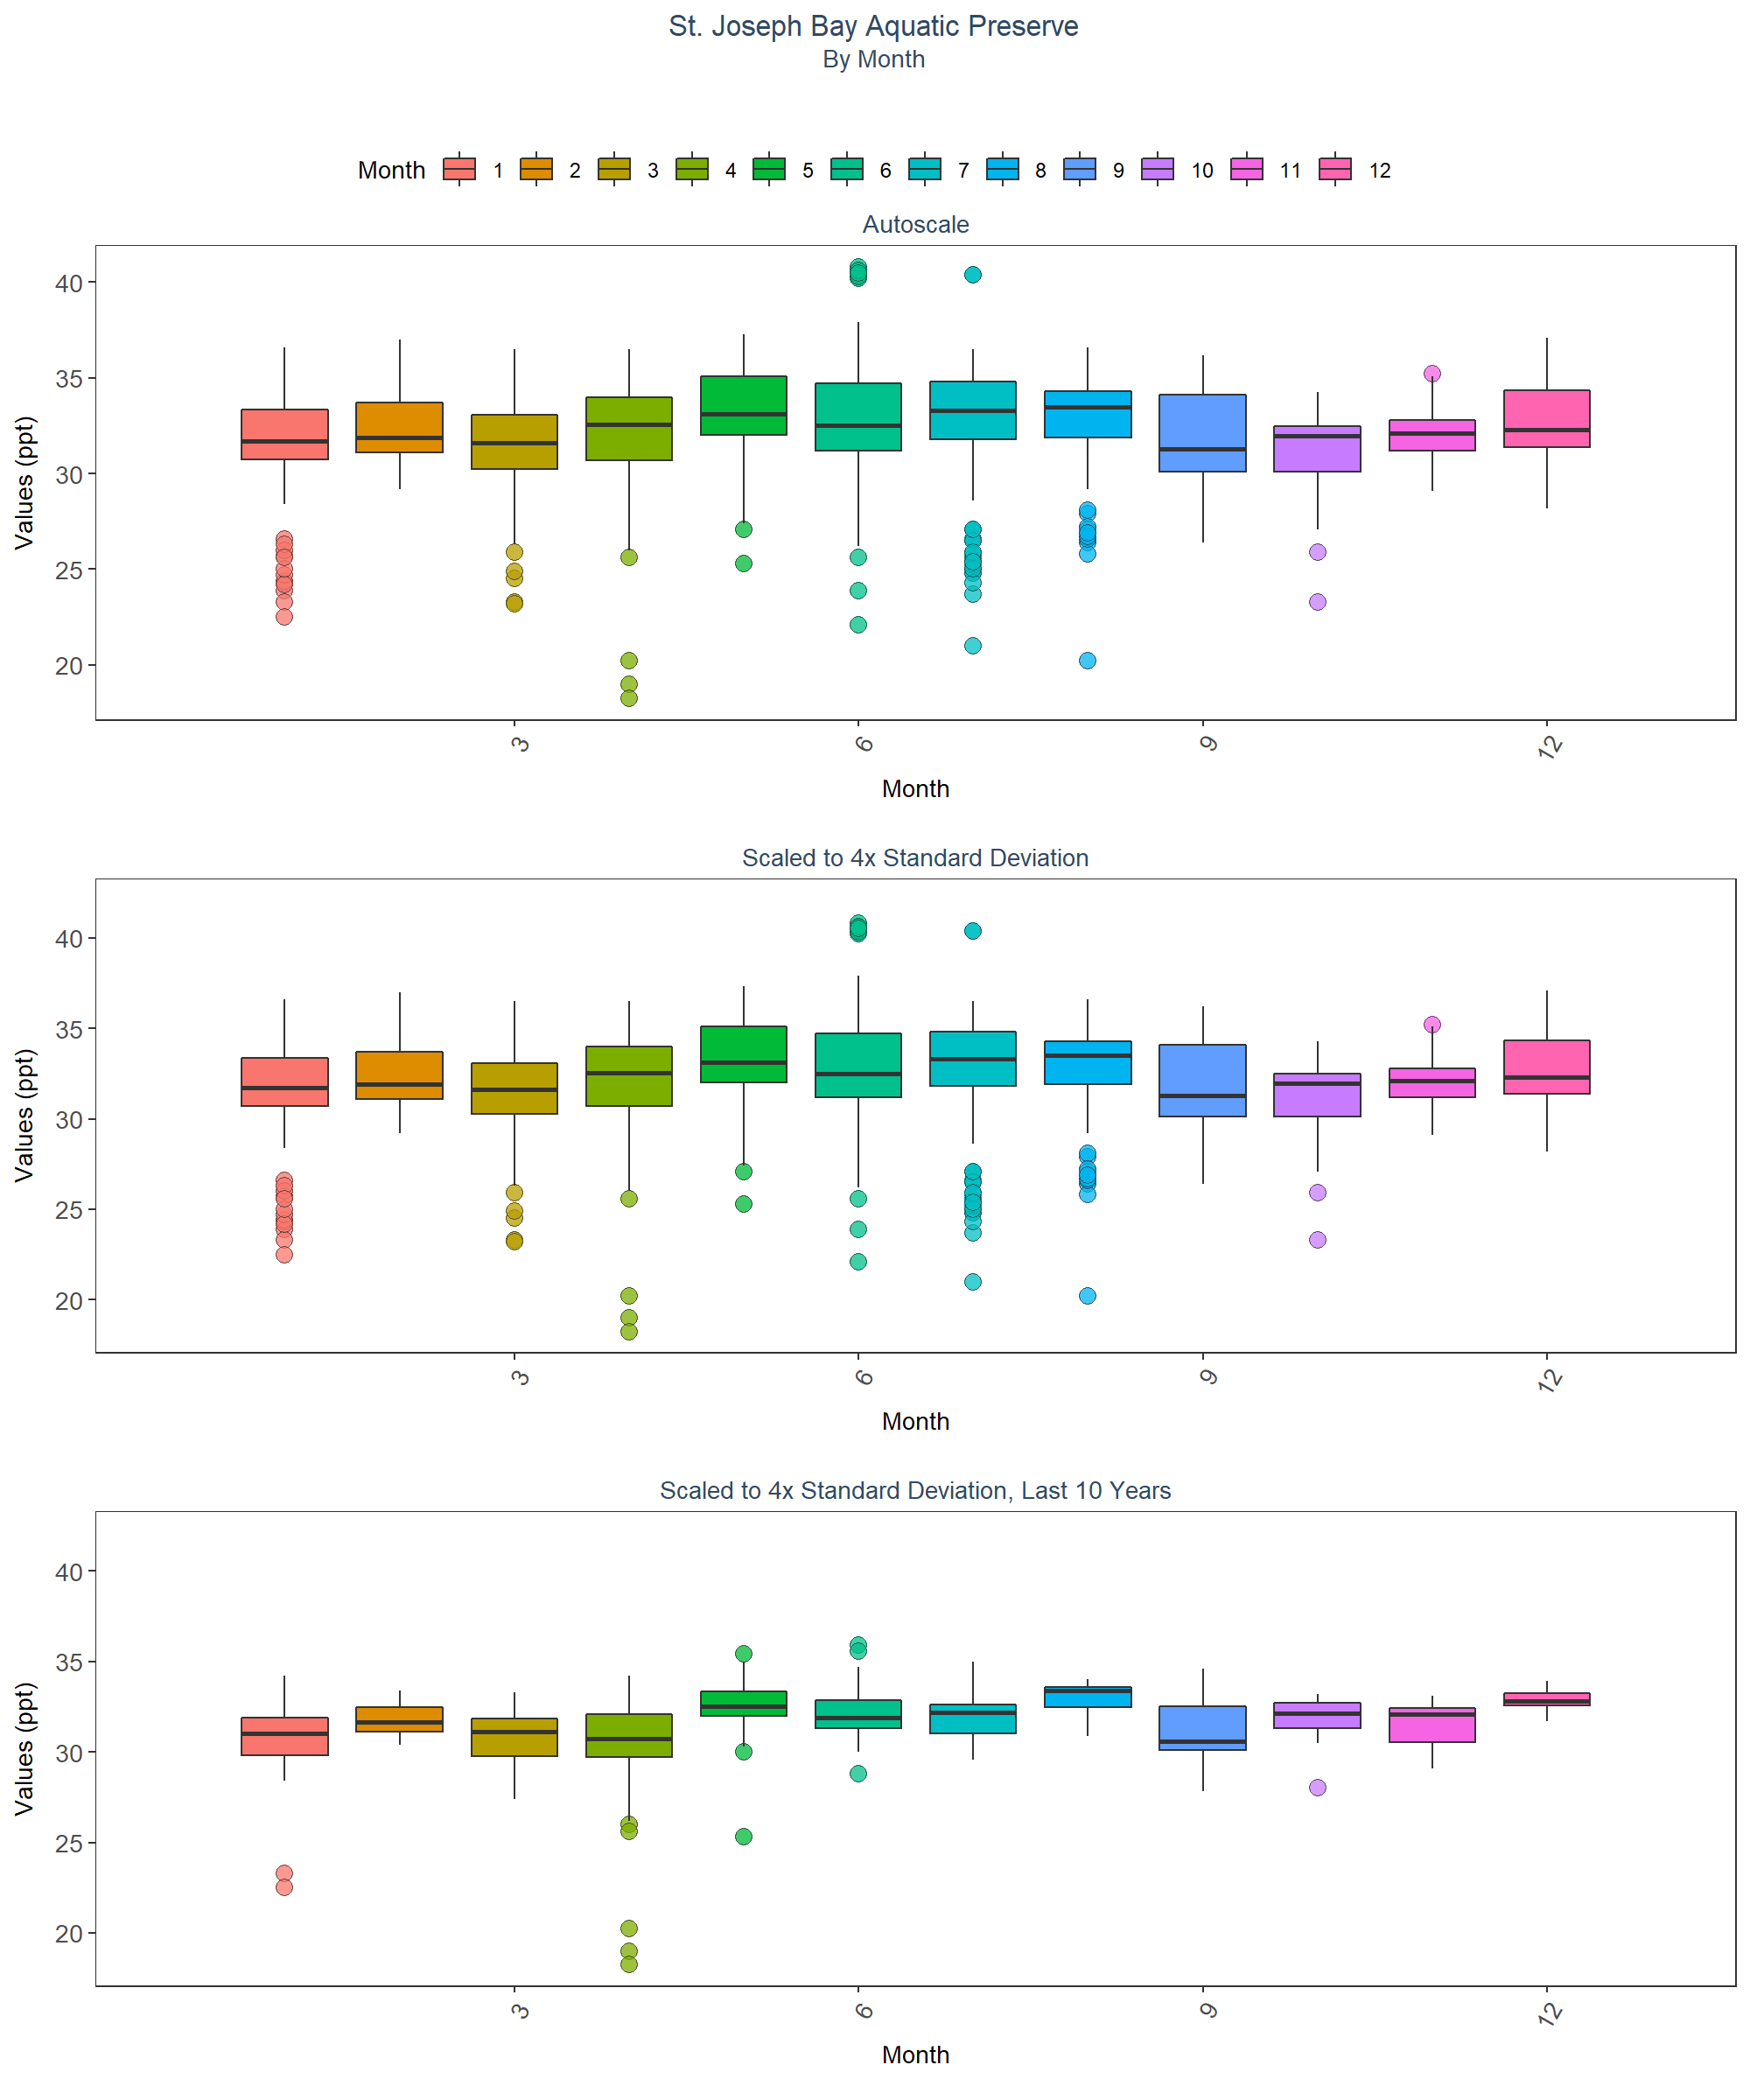 St. Joseph Bay Aquatic Preserve
By Month
Month 1 2 3 4 5 6 7 8 9 10 11 12
Autoscale
Values (ppt)
40
35
30
25
20
3 6 9 12
Month
Scaled to 4x Standard Deviation
Values (ppt)
40
35
30
25
20
3 6 9 12
Month
Scaled to 4x Standard Deviation, Last 10 Years
Values (ppt)
40
35
30
25
20
3 6 9 12
Month